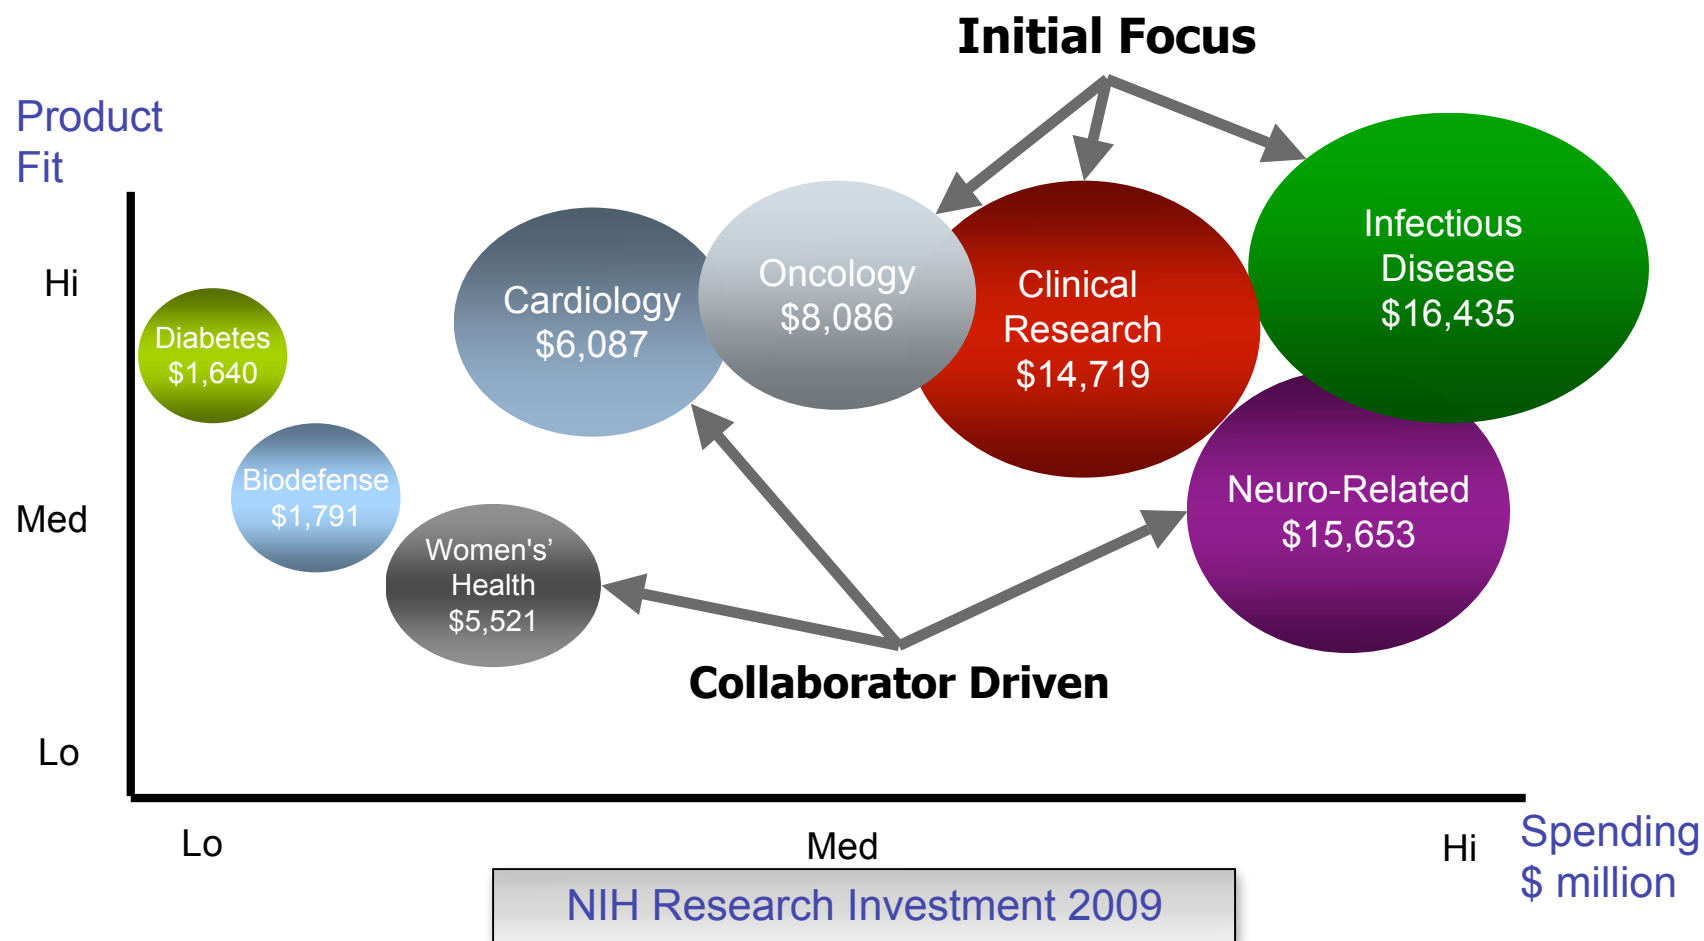 Initial Focus
Product
Fit
Hi
Med
Lo
Diabetes
$1,640
Biodefense
$1,791
Women's’
Health
$5,521
Cardiology
$6,087
Oncology
$8,086
Clinical
Research
$14,719
Infectious
Disease
$16,435
Neuro-Related
$15,653
Collaborator Driven
Lo
Med
Hi
Spending
$ million
NIH Research Investment 2009